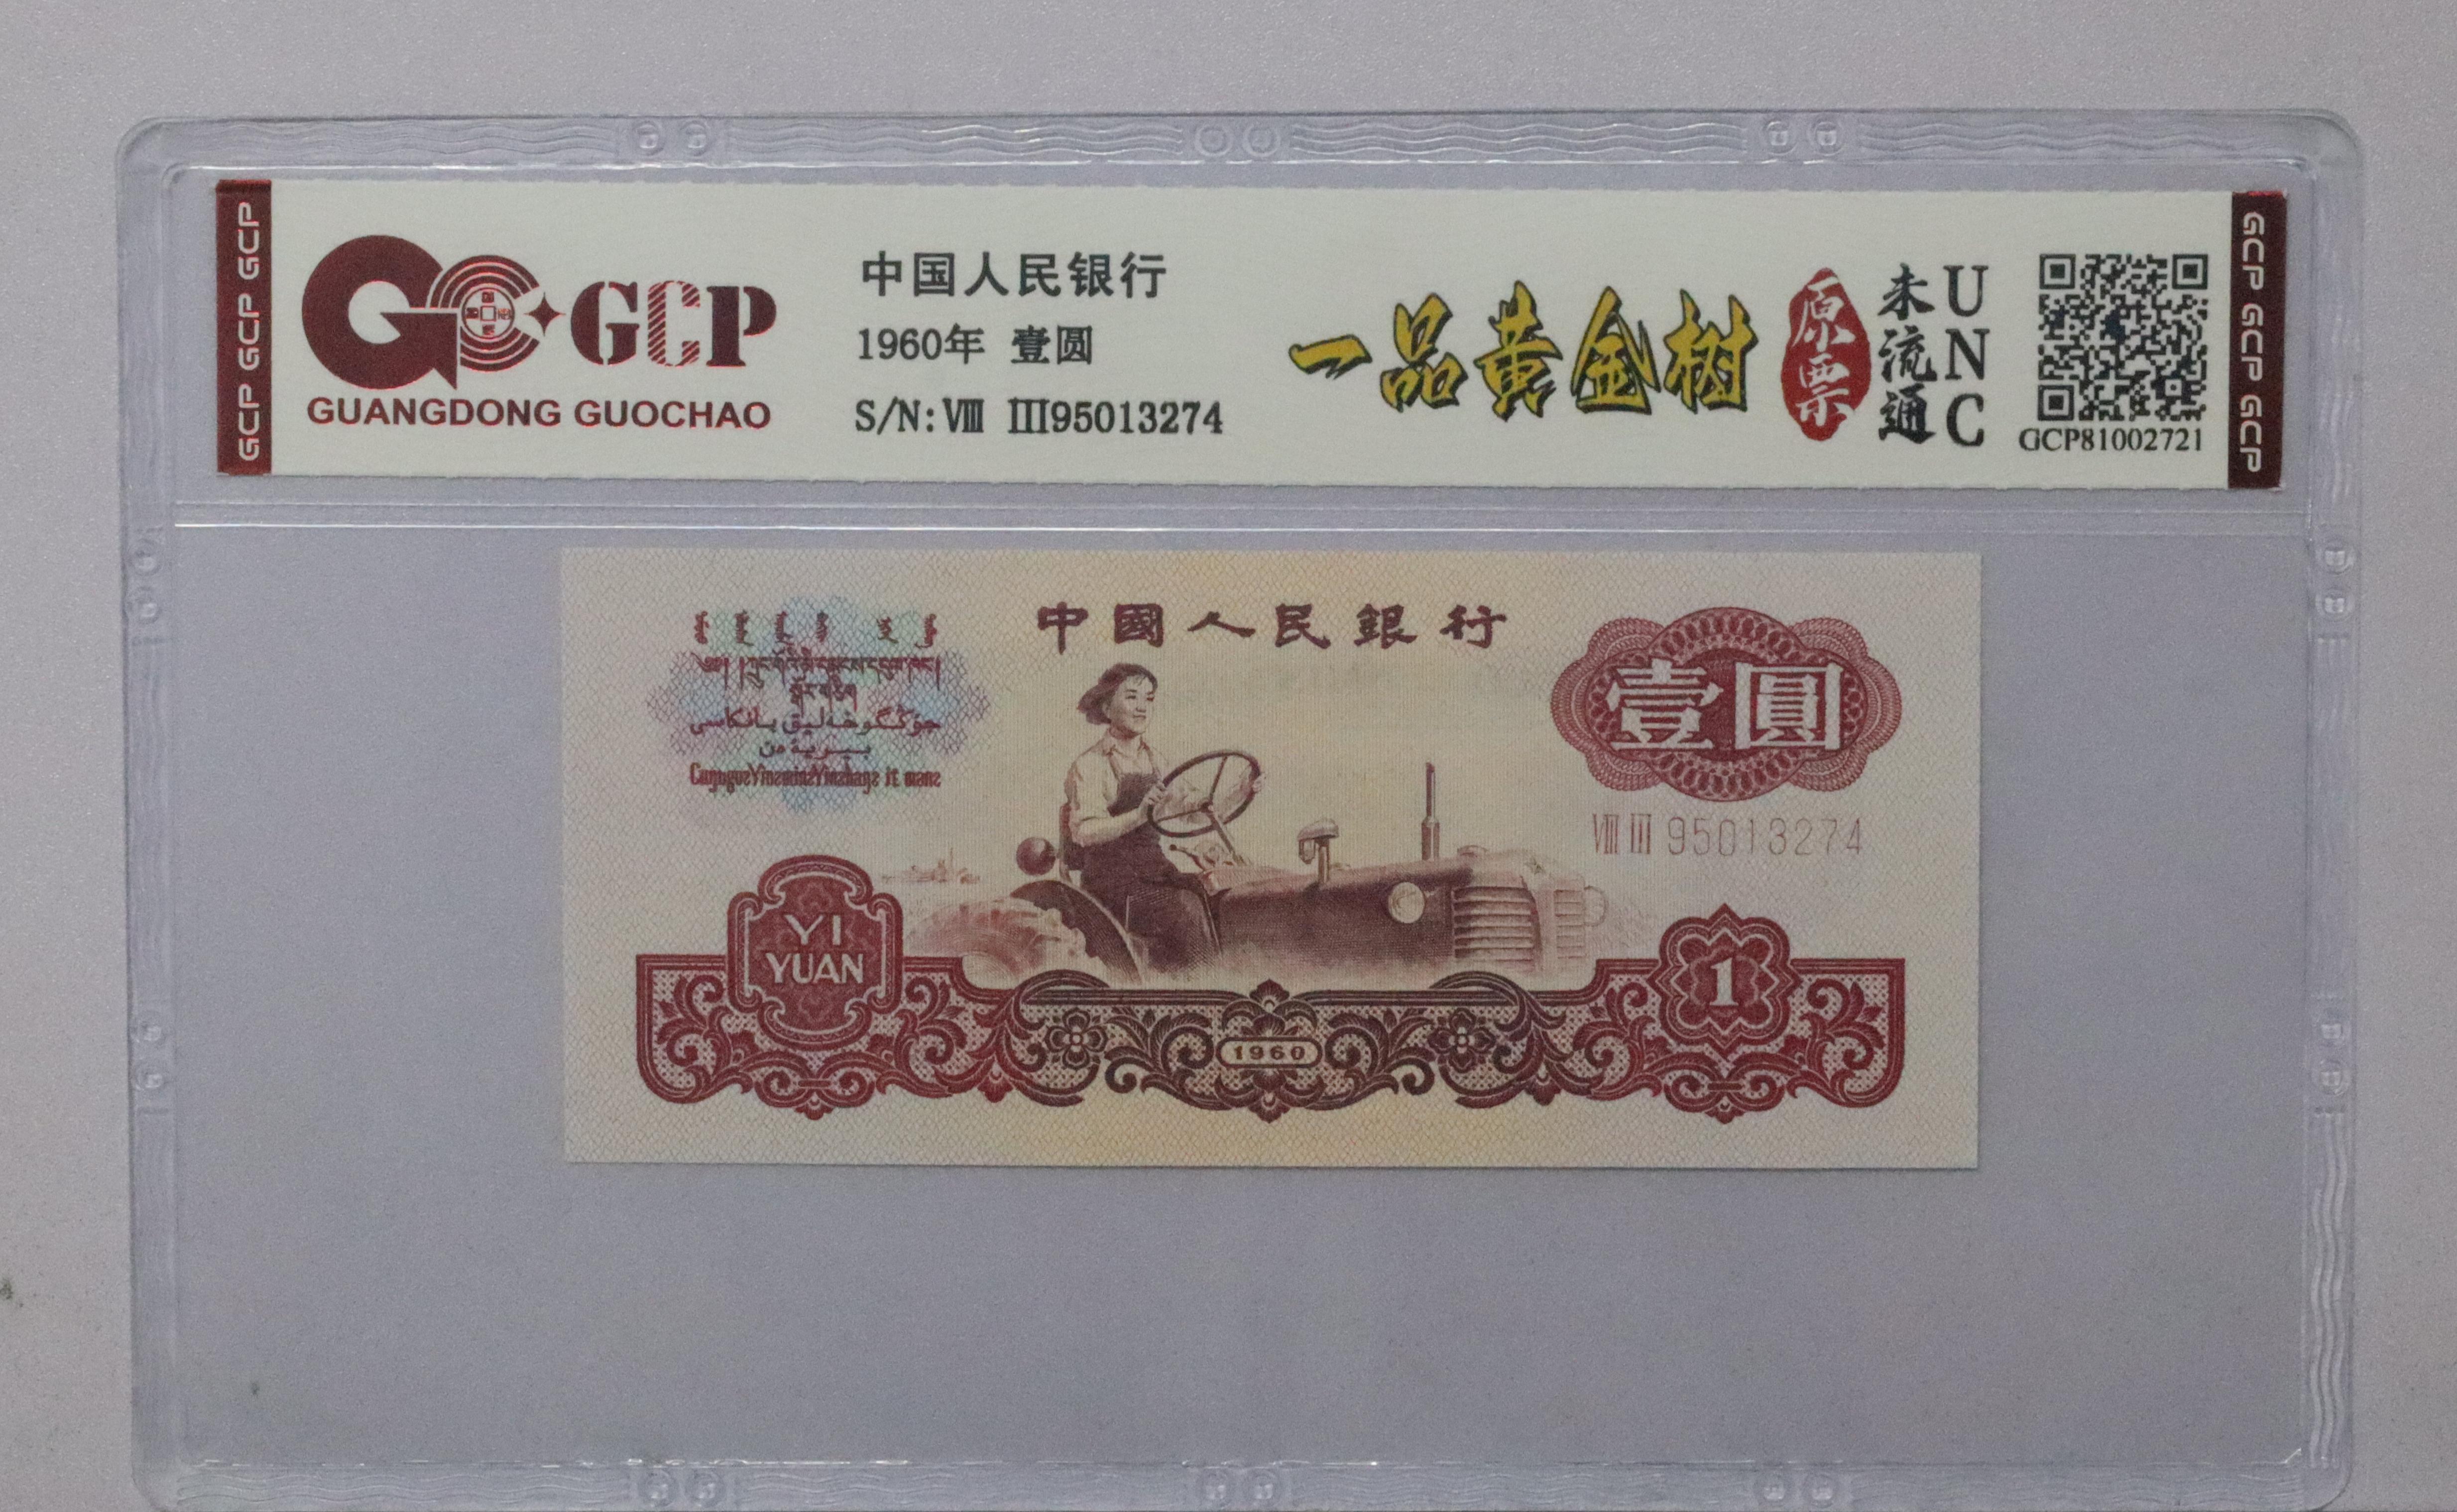 GCP GCP GCP
GCP
GUANGDONG GUOCHAO
中国人民银行
1960年 壹圆
S/N: Ⅷ Ⅲ95013274
一品黄金树
原票
未流通
UNC
GCP81002721
GCP GCP GCP
中國人民銀行
壹圓
Ⅷ Ⅲ 95013274
YI
YUAN
1960
1